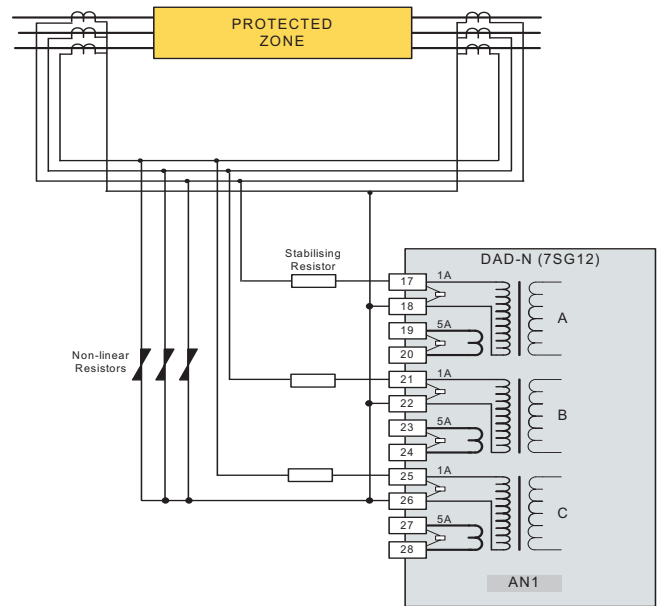 PROTECTED
ZONE
Stabilising
Resistor
Non-linear
Resistors
DAD-N (7SG12)
17
1A
18
19
5A
20
A
21
1A
22
23
5A
24
B
25
1A
26
27
5A
28
C
AN1